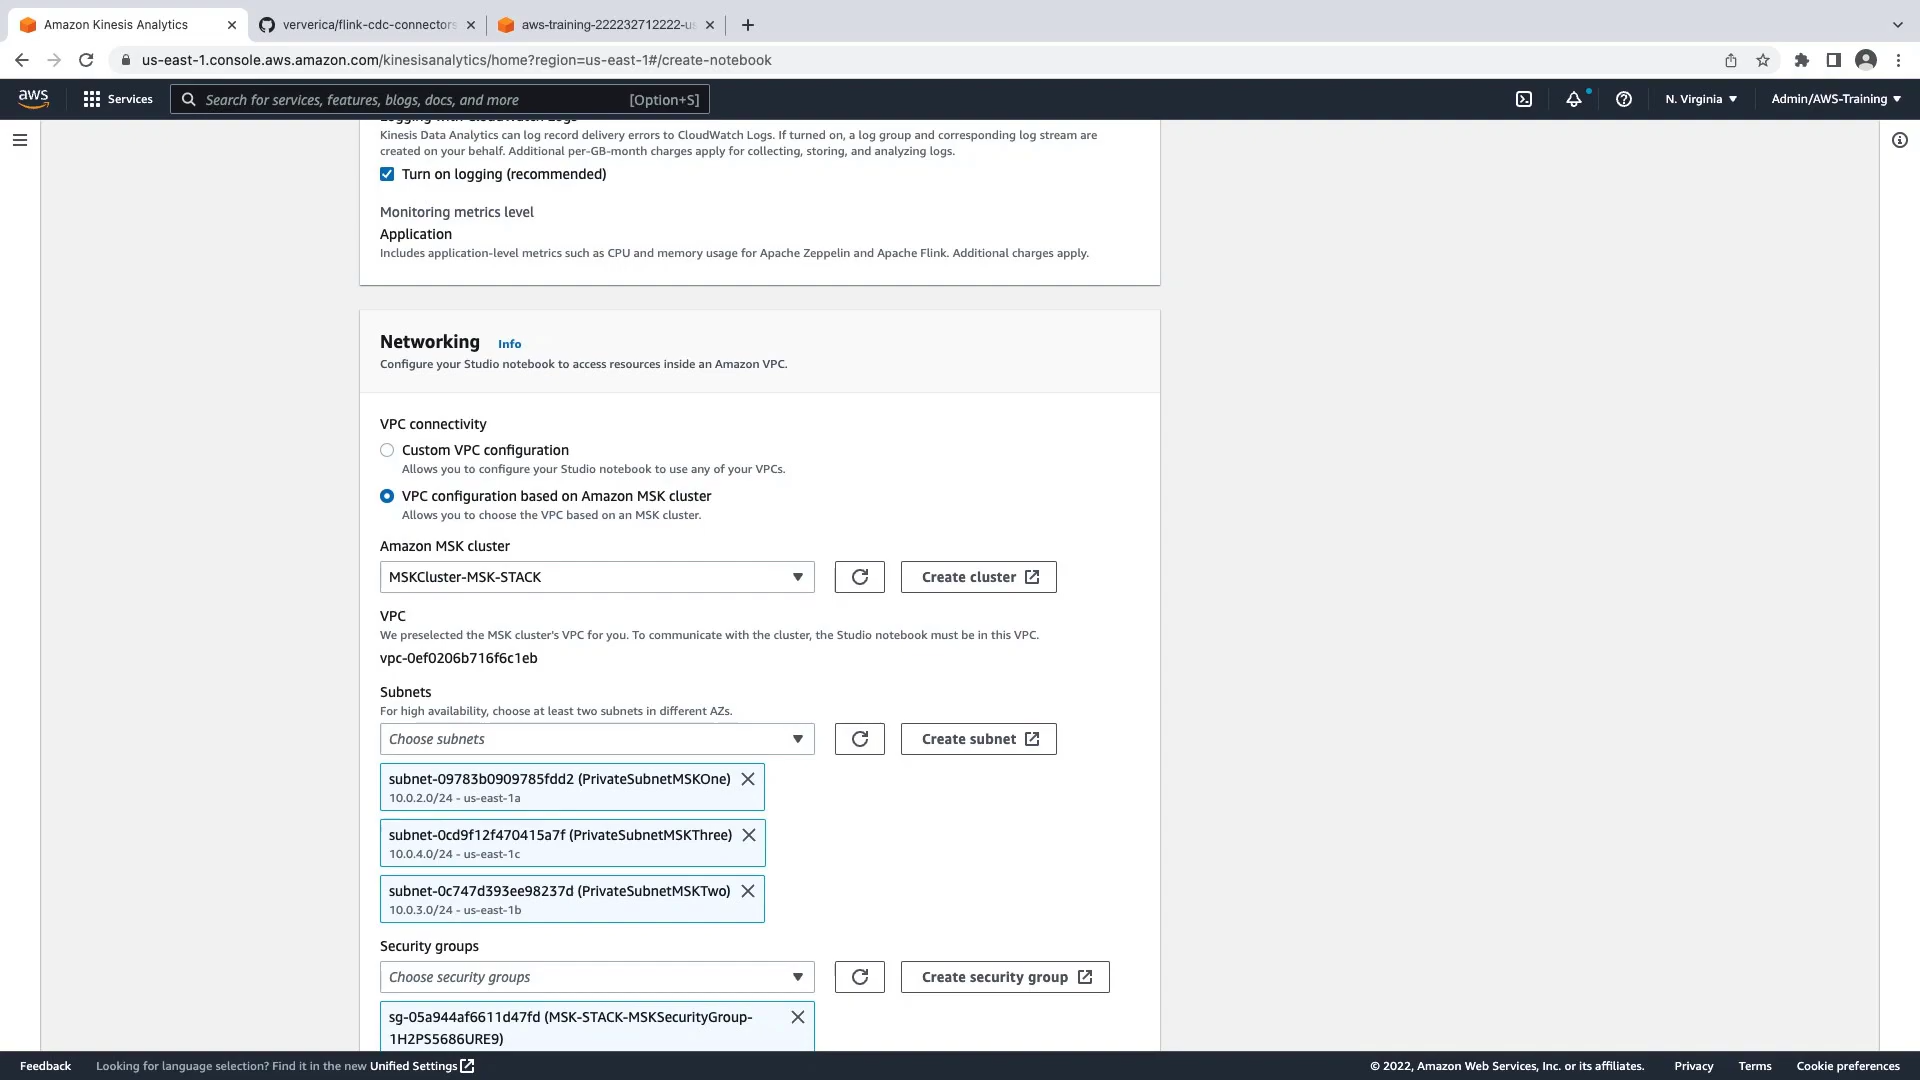 Amazon Kinesis Analytics
ververica/flink-cdc-connectors
aws-training-222232712222-us
us-east-1.console.aws.amazon.com/kinesisanalytics/home?region=us-east-1#/create-notebook
aws
Services
Search for services, features, blogs, docs, and more
[Option+S]
N. Virginia
Admin/AWS-Training
Logging with CloudWatch Logs
Kinesis Data Analytics can log record delivery errors to CloudWatch Logs. If turned on, a log group and corresponding log stream are
created on your behalf. Additional per-GB-month charges apply for collecting, storing, and analyzing logs.
Turn on logging (recommended)
Monitoring metrics level
Application
Includes application-level metrics such as CPU and memory usage for Apache Zeppelin and Apache Flink. Additional charges apply.
Networking Info
Configure your Studio notebook to access resources inside an Amazon VPC.
VPC connectivity
Custom VPC configuration
Allows you to configure your Studio notebook to use any of your VPCs.
VPC configuration based on Amazon MSK cluster
Allows you to choose the VPC based on an MSK cluster.
Amazon MSK cluster
MSKCluster-MSK-STACK
Create cluster
VPC
We preselected the MSK cluster's VPC for you. To communicate with the cluster, the Studio notebook must be in this VPC.
vpc-0ef0206b716f6c1eb
Subnets
For high availability, choose at least two subnets in different AZs.
Choose subnets
Create subnet
subnet-09783b0909785fdd2 (PrivateSubnetMSKOne)
10.0.2.0/24 - us-east-1a
subnet-0cd9f12f470415a7f (PrivateSubnetMSKThree)
10.0.4.0/24 - us-east-1c
subnet-0c747d393ee98237d (PrivateSubnetMSKTwo)
10.0.3.0/24 - us-east-1b
Security groups
Choose security groups
Create security group
sg-05a944af6611d47fd (MSK-STACK-MSKSecurityGroup-
1H2PS5686URE9)
Feedback
Looking for language selection? Find it in the new Unified Settings
© 2022, Amazon Web Services, Inc. or its affiliates.
Privacy
Terms
Cookie preferences